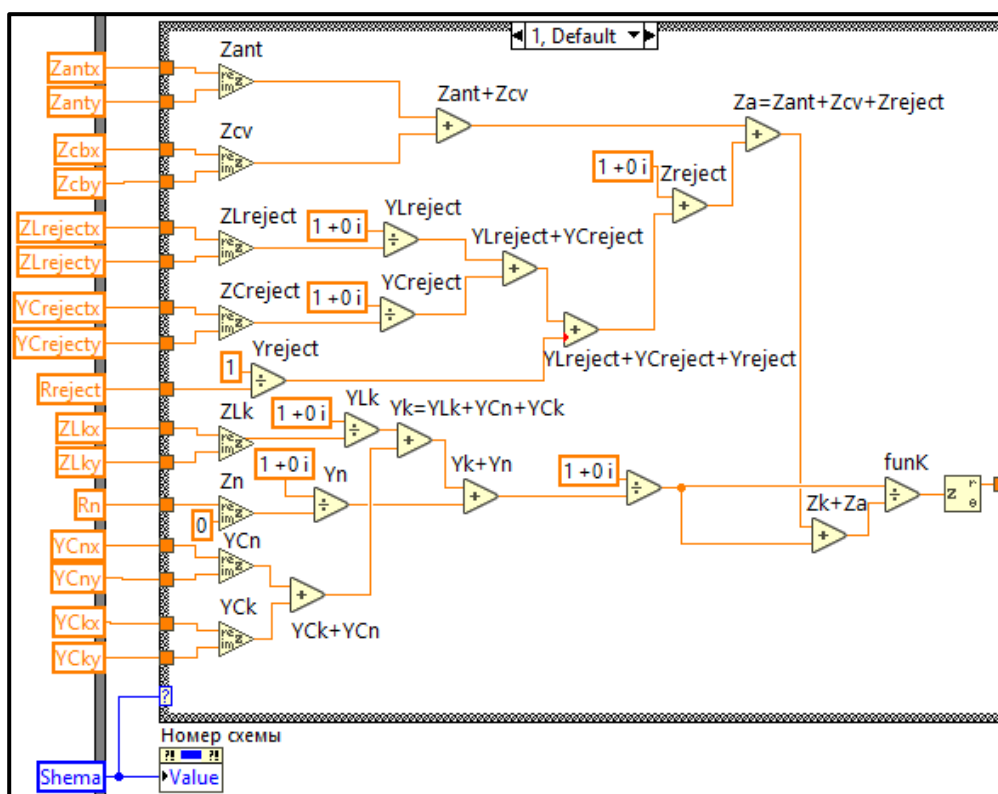 1, Default
Zantx
Zant
Zanty
Zant+Zcv
Za=Zant+Zcv+Zreject
Zcbx
Zcv
Zcby
1 +0 i
Zreject
ZLrejectx
ZLreject
1 +0 i
YLreject
ZLrejecty
YLreject+YCreject
YCrejectx
ZCreject
1 +0 i
YCreject
YCrejecty
Yreject
YLreject+YCreject+Yreject
1
Rreject
ZLkx
ZLk
1 +0 i
YLk
Yk=YLk+YCn+YCk
ZLky
Zn
1 +0 i
Yn
Yk+Yn
1 +0 i
funK
Rn
0
Zk+Za
YCnx
YCn
YCny
YCkx
YCk
YCk+YCn
YCky
?
Номер схемы
Shema
Value
re
im
z
r
θ